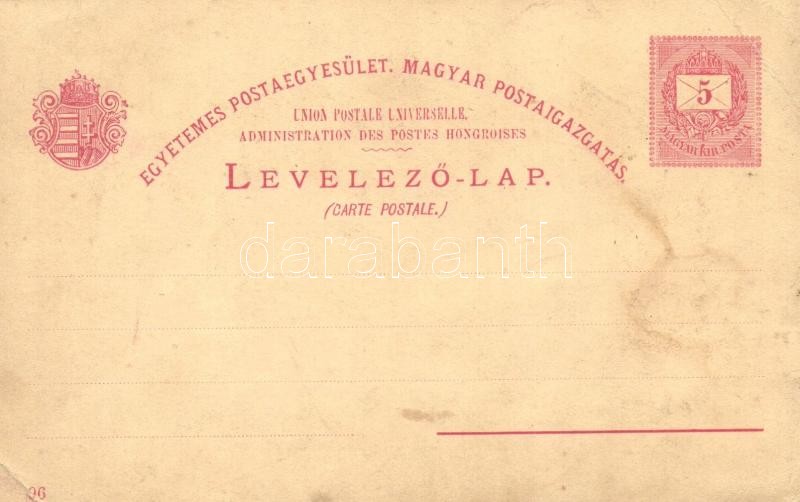 EGYETEMES POSTAEGYESÜLET. MAGYAR POSTAIGAZGATÁS.
UNION POSTALE UNIVERSELLE.
ADMINISTRATION DES POSTES HONGROISES
LEVELEZŐ-LAP.
(CARTE POSTALE.)
5
MAGYAR KIR. POSTA
darabanth
96